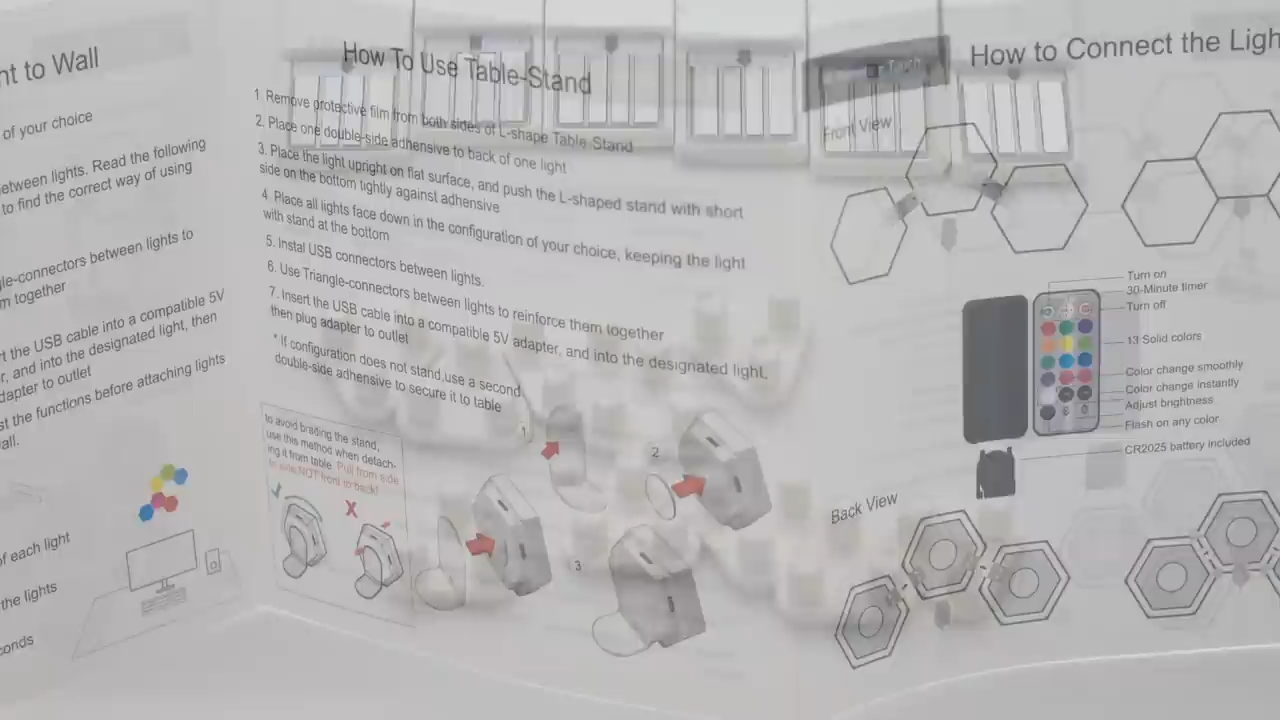 nt to Wall
of your choice
etween lights. Read the following
to find the correct way of using
gle-connectors between lights to
m together
rt the USB cable into a compatible 5V
r, and into the designated light, then
dapter to outlet
st the functions before attaching lights
all.
of each light
the lights
conds
How To Use Table-Stand
1 Remove protective film from both sides of L-shape Table Stand
2. Place one double-side adhensive to back of one light
3. Place the light upright on flat surface, and push the L-shaped stand with short
side on the bottom tightly against adhensive
4 Place all lights face down in the configuration of your choice, keeping the light
with stand at the bottom
5. Instal USB connectors between lights.
6. Use Triangle-connectors between lights to reinforce them together
7. Insert the USB cable into a compatible 5V adapter, and into the designated light,
then plug adapter to outlet
* If configuration does not stand,use a second
double-side adhensive to secure it to table
to avoid brating the stand,
use this method when detach-
ing it from table. Pull from side
to side NOT front to back!
1
2
3
How to Connect the Ligh
Front View
Turn on
30-Minute timer
Turn off
13 Solid colors
Color change smoothly
Color change instantly
Adjust brightness
Flash on any color
CR2025 battery included
Back View